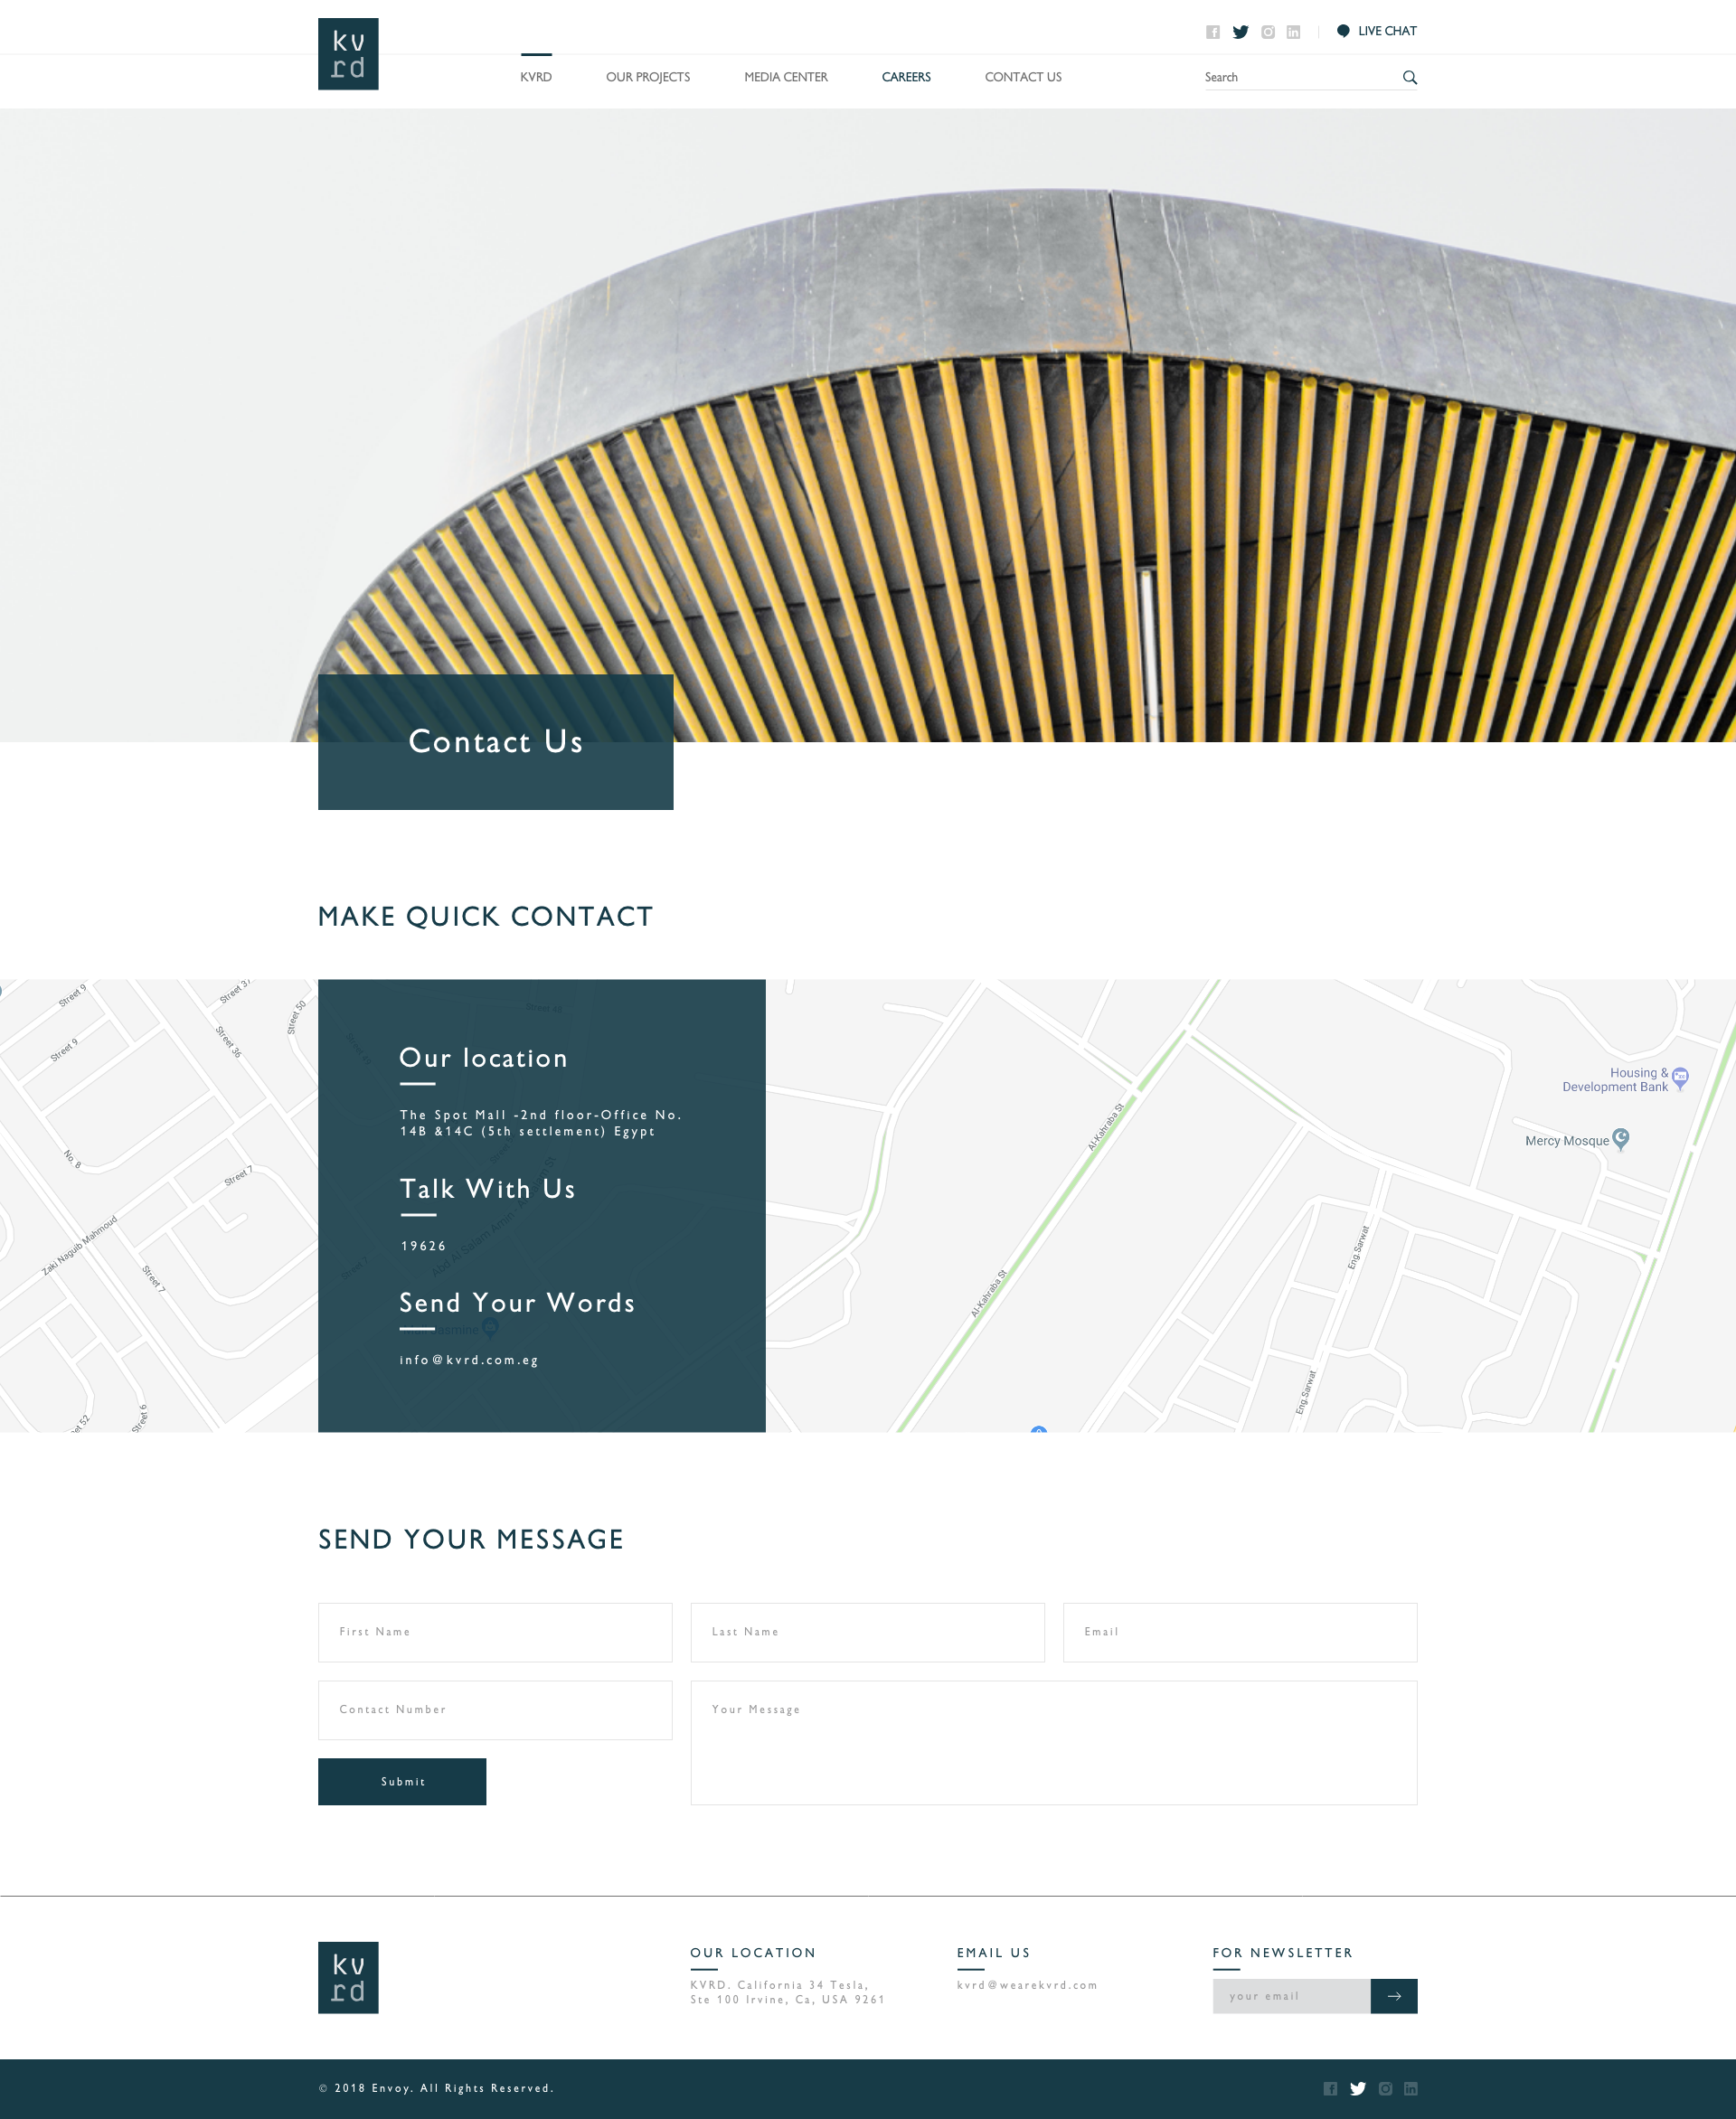 kv
rd
LIVE CHAT
KVRD
OUR PROJECTS
MEDIA CENTER
CAREERS
CONTACT US
Search
Contact Us
MAKE QUICK CONTACT
Street 9
Street 37
Street 50
Street 36
Street 9
No. 8
Street 7
Zaki Naguib Mahmoud
Street 7
Street 6
Street 48
Our location
The Spot Mall -2nd floor-Office No.
14B &14C (5th settlement) Egypt
Talk With Us
19626
Send Your Words
info@kvrd.com.eg
Al-Kahraba St
Al-Kahraba St
Housing &
Development Bank
Mercy Mosque
Eng.Sarwat
Eng.Sarwat
SEND YOUR MESSAGE
First Name
Last Name
Email
Contact Number
Your Message
Submit
kv
rd
OUR LOCATION
KVRD. California 34 Tesla,
Ste 100 Irvine, Ca, USA 9261
EMAIL US
kvrd@wearekvrd.com
FOR NEWSLETTER
your email
© 2018 Envoy. All Rights Reserved.